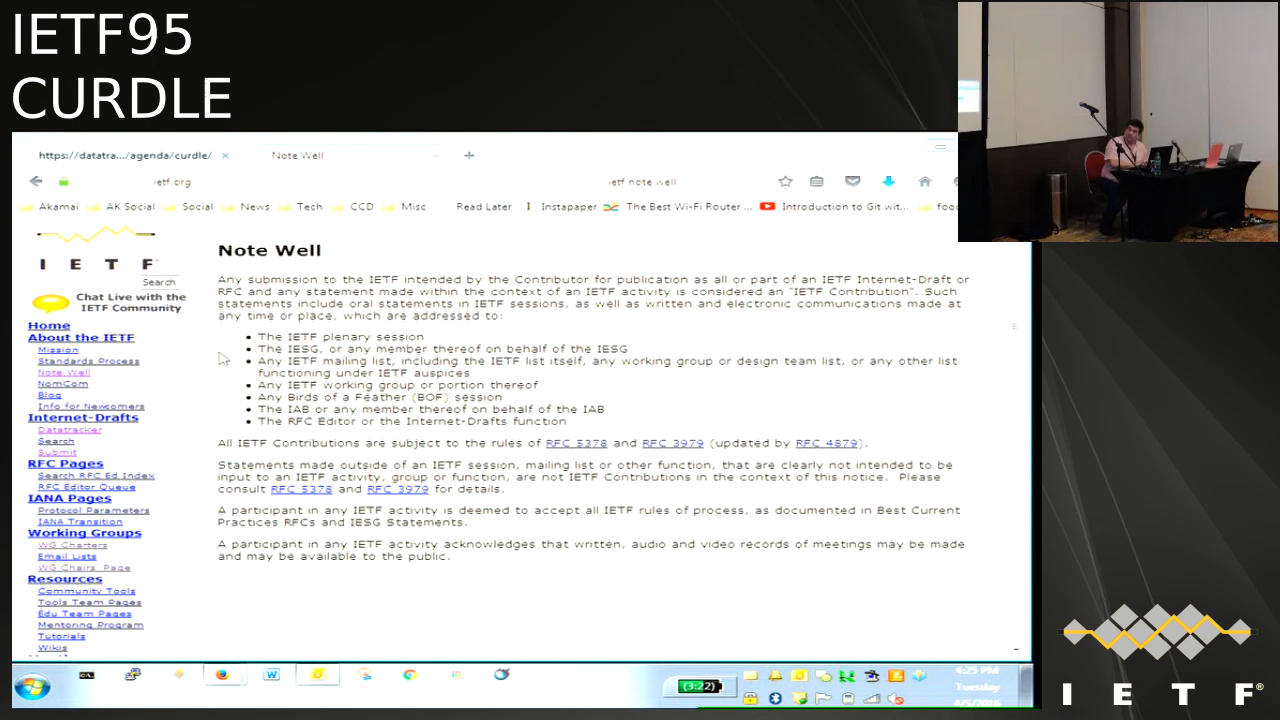 IETF95
CURDLE
https://datatra.../agenda/curdle/ ×
Note Well
+
ietf.org
ietf note well
Akamai
AK Social
Social
News
Tech
CCD
Misc
Read Later
I Instapaper
The Best Wi-Fi Router ...
Introduction to Git wit...
foo
I E T F
Search
Chat Live with the
IETF Community
Home
About the IETF
Mission
Standards Process
Note Well
NomCom
Blog
Info for Newcomers
Internet-Drafts
Datatracker
Search
Submit
RFC Pages
Search RFC Ed Index
RFC Editor Queue
IANA Pages
Protocol Parameters
IANA Transition
Working Groups
WG Charters
Email Lists
WG Chairs' Page
Resources
Community Tools
Tools Team Pages
Edu Team Pages
Mentoring Program
Tutorials
Wikis
Note Well
Any submission to the IETF intended by the Contributor for publication as all or part of an IETF Internet-Draft or
RFC and any statement made within the context of an IETF activity is considered an "IETF Contribution". Such
statements include oral statements in IETF sessions, as well as written and electronic communications made at
any time or place, which are addressed to:
• The IETF plenary session
• The IESG, or any member thereof on behalf of the IESG
• Any IETF mailing list, including the IETF list itself, any working group or design team list, or any other list
functioning under IETF auspices
• Any IETF working group or portion thereof
• Any Birds of a Feather (BOF) session
• The IAB or any member thereof on behalf of the IAB
• The RFC Editor or the Internet-Drafts function
All IETF Contributions are subject to the rules of RFC 5378 and RFC 3979 (updated by RFC 4879).
Statements made outside of an IETF session, mailing list or other function, that are clearly not intended to be
input to an IETF activity, group or function, are not IETF Contributions in the context of this notice. Please
consult RFC 5378 and RFC 3979 for details.
A participant in any IETF activity is deemed to accept all IETF rules of process, as documented in Best Current
Practices RFCs and IESG Statements.
A participant in any IETF activity acknowledges that written, audio and video records of meetings may be made
and may be available to the public.
(3:22)
4:25 PM
Tuesday
4/5/2016
I E T F®